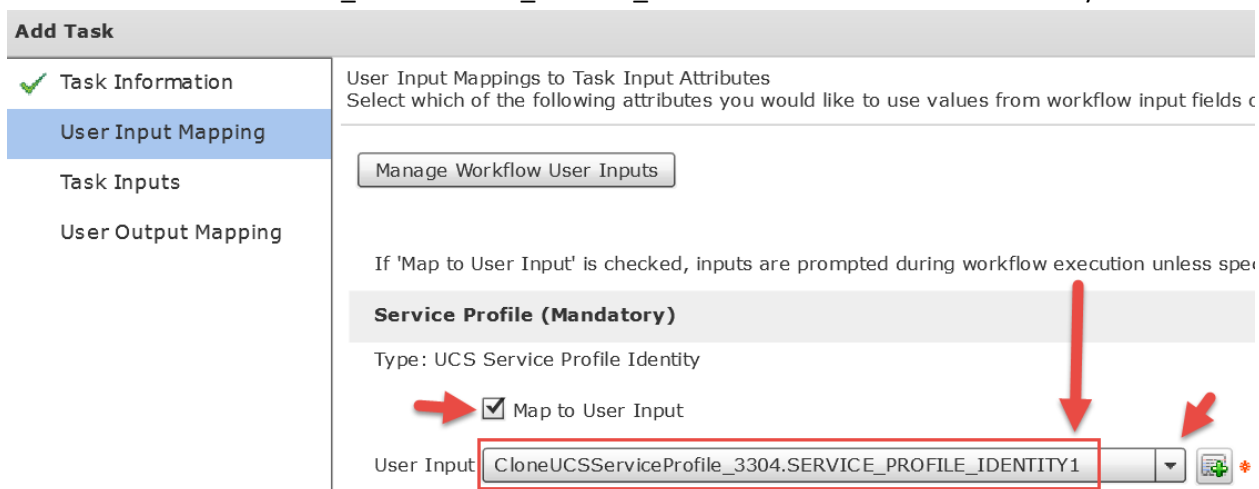 Add Task
Task Information
User Input Mapping
Task Inputs
User Output Mapping
User Input Mappings to Task Input Attributes
Select which of the following attributes you would like to use values from workflow input fields
Manage Workflow User Inputs
If 'Map to User Input' is checked, inputs are prompted during workflow execution unless
Service Profile (Mandatory)
Type: UCS Service Profile Identity
Map to User Input
User Input CloneUCSServiceProfile_3304.SERVICE_PROFILE_IDENTITY1 *